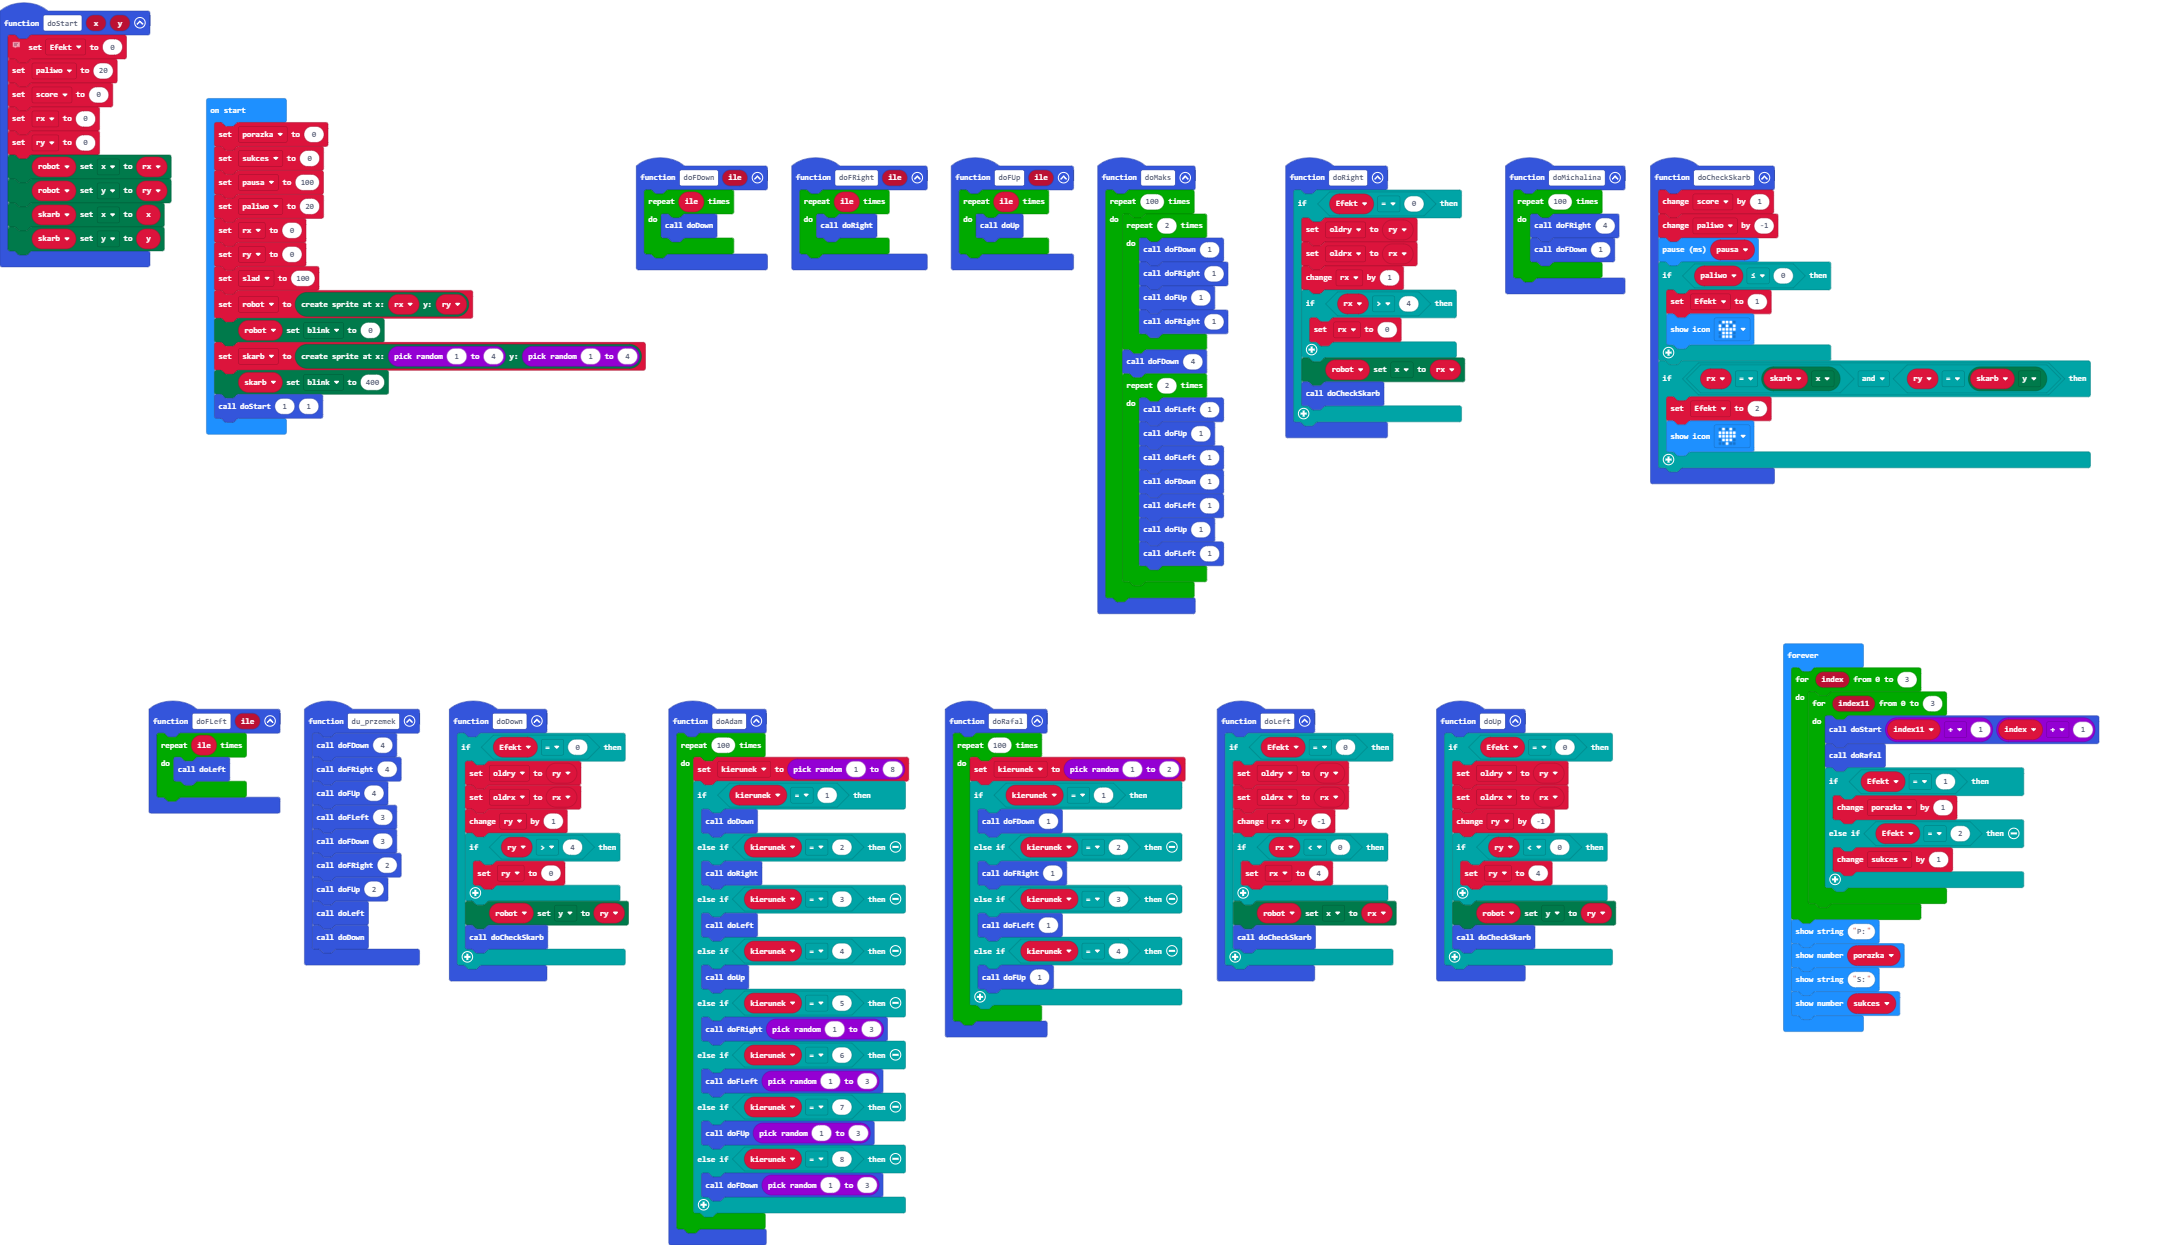 function doStart x y
set Efekt to 0
set paliwo to 20
set score to 0
set rx to 0
set ry to 0
robot set x to rx
robot set y to ry
skarb set x to x
skarb set y to y
on start
set porazka to 0
set sukces to 0
set pausa to 100
set paliwo to 20
set rx to 0
set ry to 0
set slad to 100
set robot to create sprite at x: rx y: ry
robot set blink to 0
set skarb to create sprite at x: pick random 1 to 4 y: pick random 1 to 4
skarb set blink to 400
call doStart 1 1
function doFDown ile
repeat ile times
do
call doDown
function doFRight ile
repeat ile times
do
call doRight
function doFUp ile
repeat ile times
do
call doUp
function doMaks
repeat 100 times
do
repeat 2 times
do
call doFDown 1
call doFRight 1
call doFUp 1
call doFRight 1
call doFDown 4
repeat 2 times
do
call doFLeft 1
call doFUp 1
call doFLeft 1
call doFDown 1
call doFLeft 1
call doFUp 1
call doFLeft 1
function doRight
if Efekt = 0 then
set oldry to ry
set oldrx to rx
change rx by 1
if rx > 4 then
set rx to 0
robot set x to rx
call doCheckSkarb
function doMichalina
repeat 100 times
do
call doFRight 4
call doFDown 1
function doCheckSkarb
change score by 1
change paliwo by -1
pause (ms) pausa
if paliwo ≤ 0 then
set Efekt to 1
show icon
if rx = skarb x and ry = skarb y then
set Efekt to 2
show icon
function doFLeft ile
repeat ile times
do
call doLeft
function du_przemek
call doFDown 4
call doFRight 4
call doFUp 4
call doFLeft 3
call doFDown 3
call doFRight 2
call doFUp 2
call doLeft
call doDown
function doDown
if Efekt = 0 then
set oldry to ry
set oldrx to rx
change ry by 1
if ry > 4 then
set ry to 0
robot set y to ry
call doCheckSkarb
function doAdam
repeat 100 times
do
set kierunek to pick random 1 to 8
if kierunek = 1 then
call doDown
else if kierunek = 2 then
call doRight
else if kierunek = 3 then
call doLeft
else if kierunek = 4 then
call doUp
else if kierunek = 5 then
call doFRight pick random 1 to 3
else if kierunek = 6 then
call doFLeft pick random 1 to 3
else if kierunek = 7 then
call doFUp pick random 1 to 3
else if kierunek = 8 then
call doFDown pick random 1 to 3
function doRafal
repeat 100 times
do
set kierunek to pick random 1 to 2
if kierunek = 1 then
call doFDown 1
else if kierunek = 2 then
call doFRight 1
else if kierunek = 3 then
call doFLeft 1
else if kierunek = 4 then
call doFUp 1
function doLeft
if Efekt = 0 then
set oldry to ry
set oldrx to rx
change rx by -1
if rx < 0 then
set rx to 4
robot set x to rx
call doCheckSkarb
function doUp
if Efekt = 0 then
set oldry to ry
set oldrx to rx
change ry by -1
if ry < 0 then
set ry to 4
robot set y to ry
call doCheckSkarb
forever
for index from 0 to 3
do
for index11 from 0 to 3
do
call doStart index11 + 1 index + 1
call doRafal
if Efekt = 1 then
change porazka by 1
else if Efekt = 2 then
change sukces by 1
show string "P:"
show number porazka
show string "S:"
show number sukces